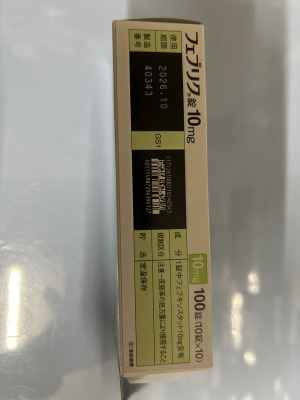 フェブリク®錠10mg
使用期限 2026.10
製造番号 40343
GS1
10mg 100錠(10錠×10)
成分 1錠中フェブキソスタット10mg含有
規制区分 注意-医師等の処方箋により使用すること
貯法 室温保存